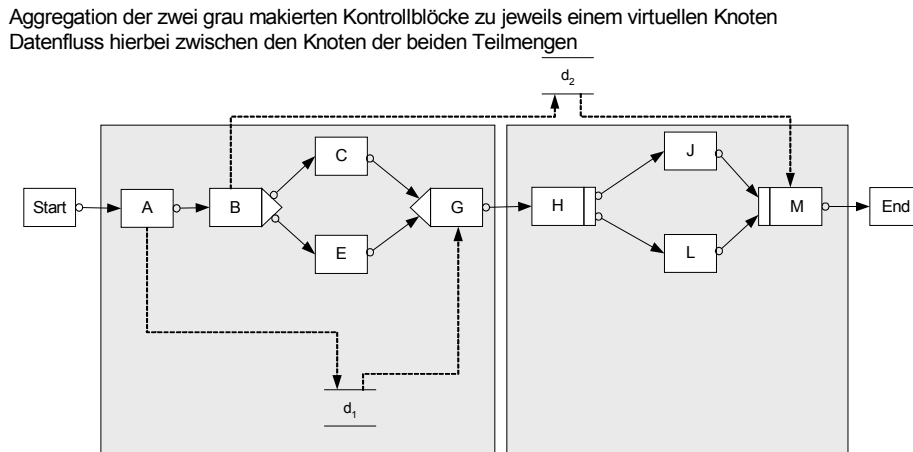 Aggregation der zwei grau makierten Kontrollblöcke zu jeweils einem virtuellen Knoten
Datenfluss hierbei zwischen den Knoten der beiden Teilmengen
d2
C
J
Start
A
B
G
H
M
End
E
L
d1